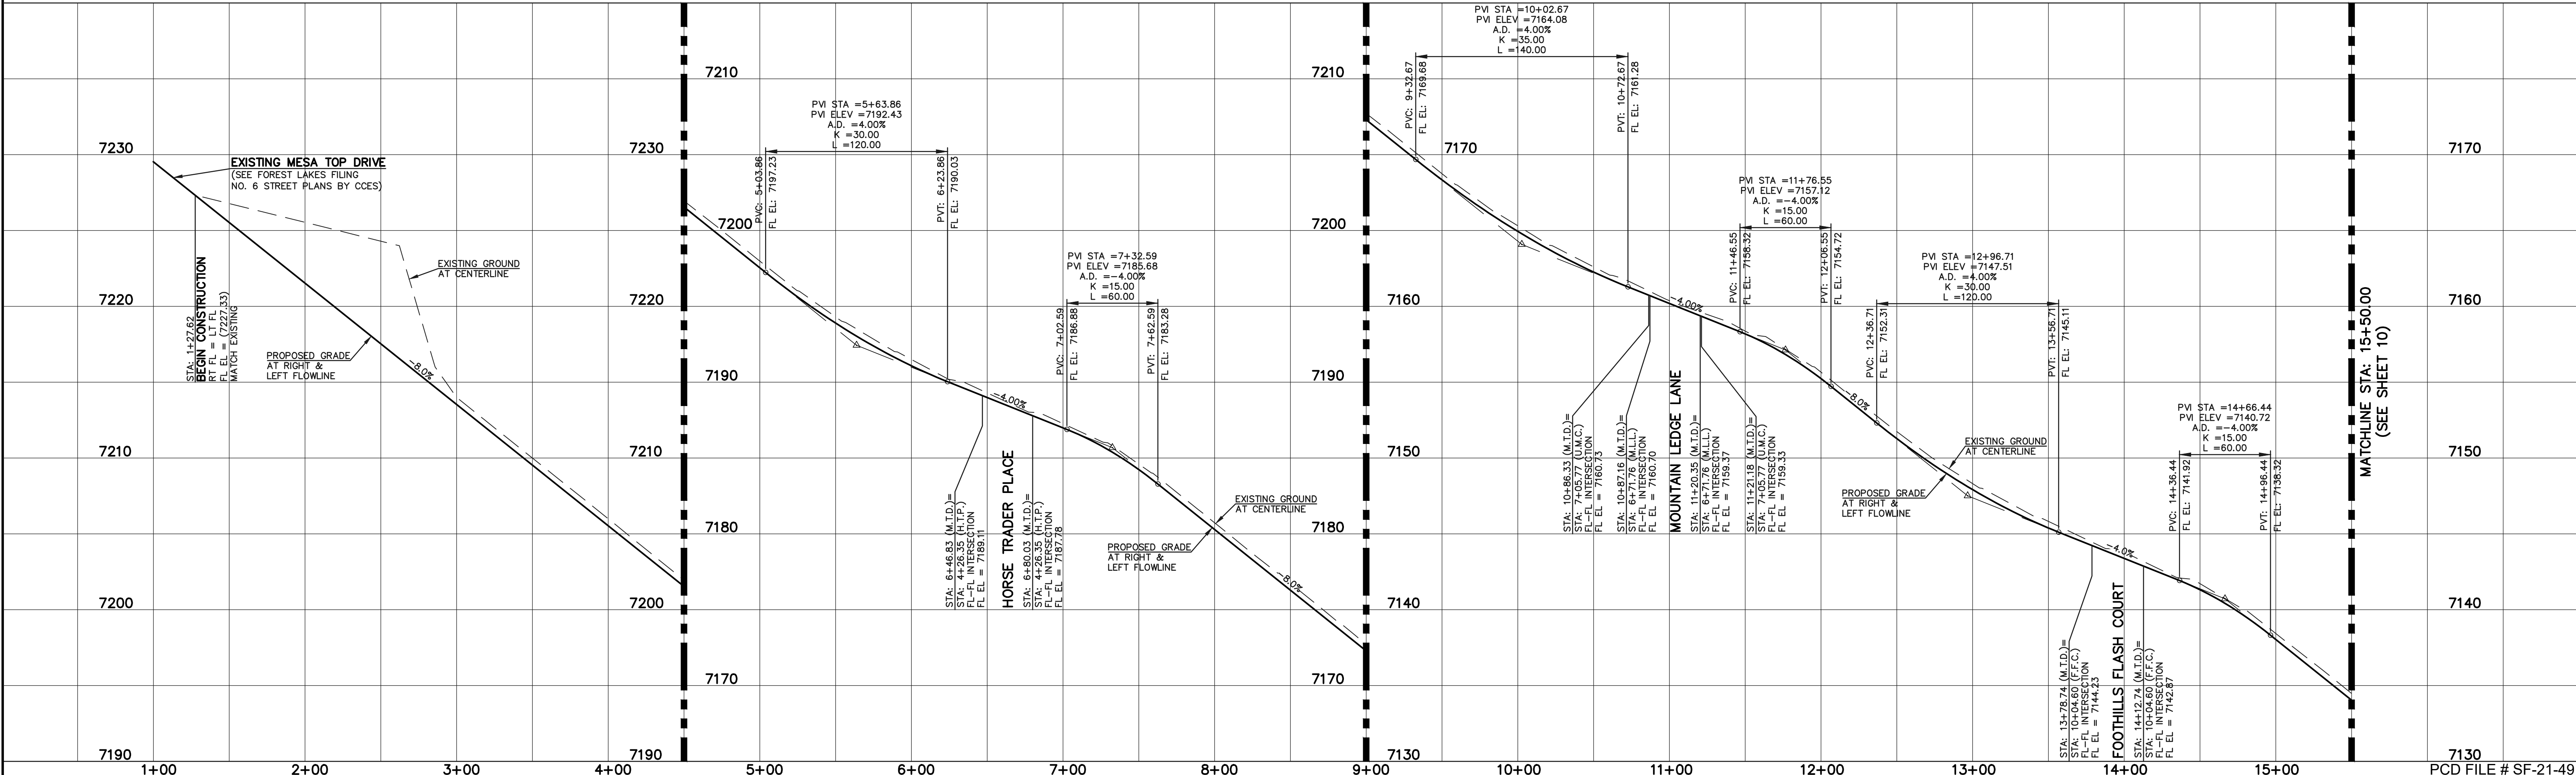 7230
7220
7210
7200
7190
EXISTING MESA TOP DRIVE
(SEE FOREST LAKES FILING
NO. 6 STREET PLANS BY CCES)
EXISTING GROUND
AT CENTERLINE
STA: 1+27.62
BEGIN CONSTRUCTION
RT FL = LT FL
FL EL = (7227.33)
MATCH EXISTING
PROPOSED GRADE
AT RIGHT &
LEFT FLOWLINE
-8.0%
7230
7220
7210
7200
7190
7210
7200
7190
7180
7170
PVI STA =5+63.86
PVI ELEV =7192.43
A.D. =4.00%
K =30.00
L =120.00
PVC: 5+03.86
FL EL: 7197.23
PVT: 6+23.86
FL EL: 7190.03
PVI STA =7+32.59
PVI ELEV =7185.68
A.D. =-4.00%
K =15.00
L =60.00
PVC: 7+02.59
FL EL: 7186.88
PVT: 7+62.59
FL EL: 7183.28
-4.00%
STA: 6+46.83 (M.T.D.)=
STA: 4+26.35 (H.T.P.)
FL-FL INTERSECTION
FL EL = 7189.11
HORSE TRADER PLACE
STA: 6+80.03 (M.T.D.)=
STA: 4+26.35 (H.T.P.)
FL-FL INTERSECTION
FL EL = 7187.78
EXISTING GROUND
AT CENTERLINE
PROPOSED GRADE
AT RIGHT &
LEFT FLOWLINE
-8.0%
7210
7200
7190
7180
7170
7170
7160
7150
7140
7130
PVI STA =10+02.67
PVI ELEV =7164.08
A.D. =4.00%
K =35.00
L =140.00
PVC: 9+32.67
FL EL: 7169.68
PVT: 10+72.67
FL EL: 7161.28
-4.00%
PVI STA =11+76.55
PVI ELEV =7157.12
A.D. =-4.00%
K =15.00
L =60.00
PVC: 11+46.55
FL EL: 7158.32
PVT: 12+06.55
FL EL: 7154.72
-8.0%
STA: 10+86.33 (M.T.D.)=
STA: 7+05.77 (U.M.C.)
FL-FL INTERSECTION
FL EL = 7160.73
STA: 10+87.16 (M.T.D.)=
STA: 6+71.76 (M.L.L.)
FL-FL INTERSECTION
FL EL = 7160.70
MOUNTAIN LEDGE LANE
STA: 11+20.35 (M.T.D.)=
STA: 6+71.76 (M.L.L.)
FL-FL INTERSECTION
FL EL = 7159.37
STA: 11+21.18 (M.T.D.)=
STA: 7+05.77 (U.M.C.)
FL-FL INTERSECTION
FL EL = 7159.33
PVI STA =12+96.71
PVI ELEV =7147.51
A.D. =4.00%
K =30.00
L =120.00
PVC: 12+36.71
FL EL: 7152.31
PVT: 13+56.71
FL EL: 7145.11
EXISTING GROUND
AT CENTERLINE
PROPOSED GRADE
AT RIGHT &
LEFT FLOWLINE
-4.0%
PVI STA =14+66.44
PVI ELEV =7140.72
A.D. =-4.00%
K =15.00
L =60.00
PVC: 14+36.44
FL EL: 7141.92
PVT: 14+96.44
FL EL: 7138.32
STA: 13+78.74 (M.T.D.)=
STA: 10+04.60 (F.F.C.)
FL-FL INTERSECTION
FL EL = 7144.23
FOOTHILLS FLASH COURT
STA: 14+12.74 (M.T.D.)=
STA: 10+04.60 (F.F.C.)
FL-FL INTERSECTION
FL EL = 7142.87
MATCHLINE STA: 15+50.00
(SEE SHEET 10)
7170
7160
7150
7140
7130
1+00
2+00
3+00
4+00
5+00
6+00
7+00
8+00
9+00
10+00
11+00
12+00
13+00
14+00
15+00
PCD FILE # SF-21-49